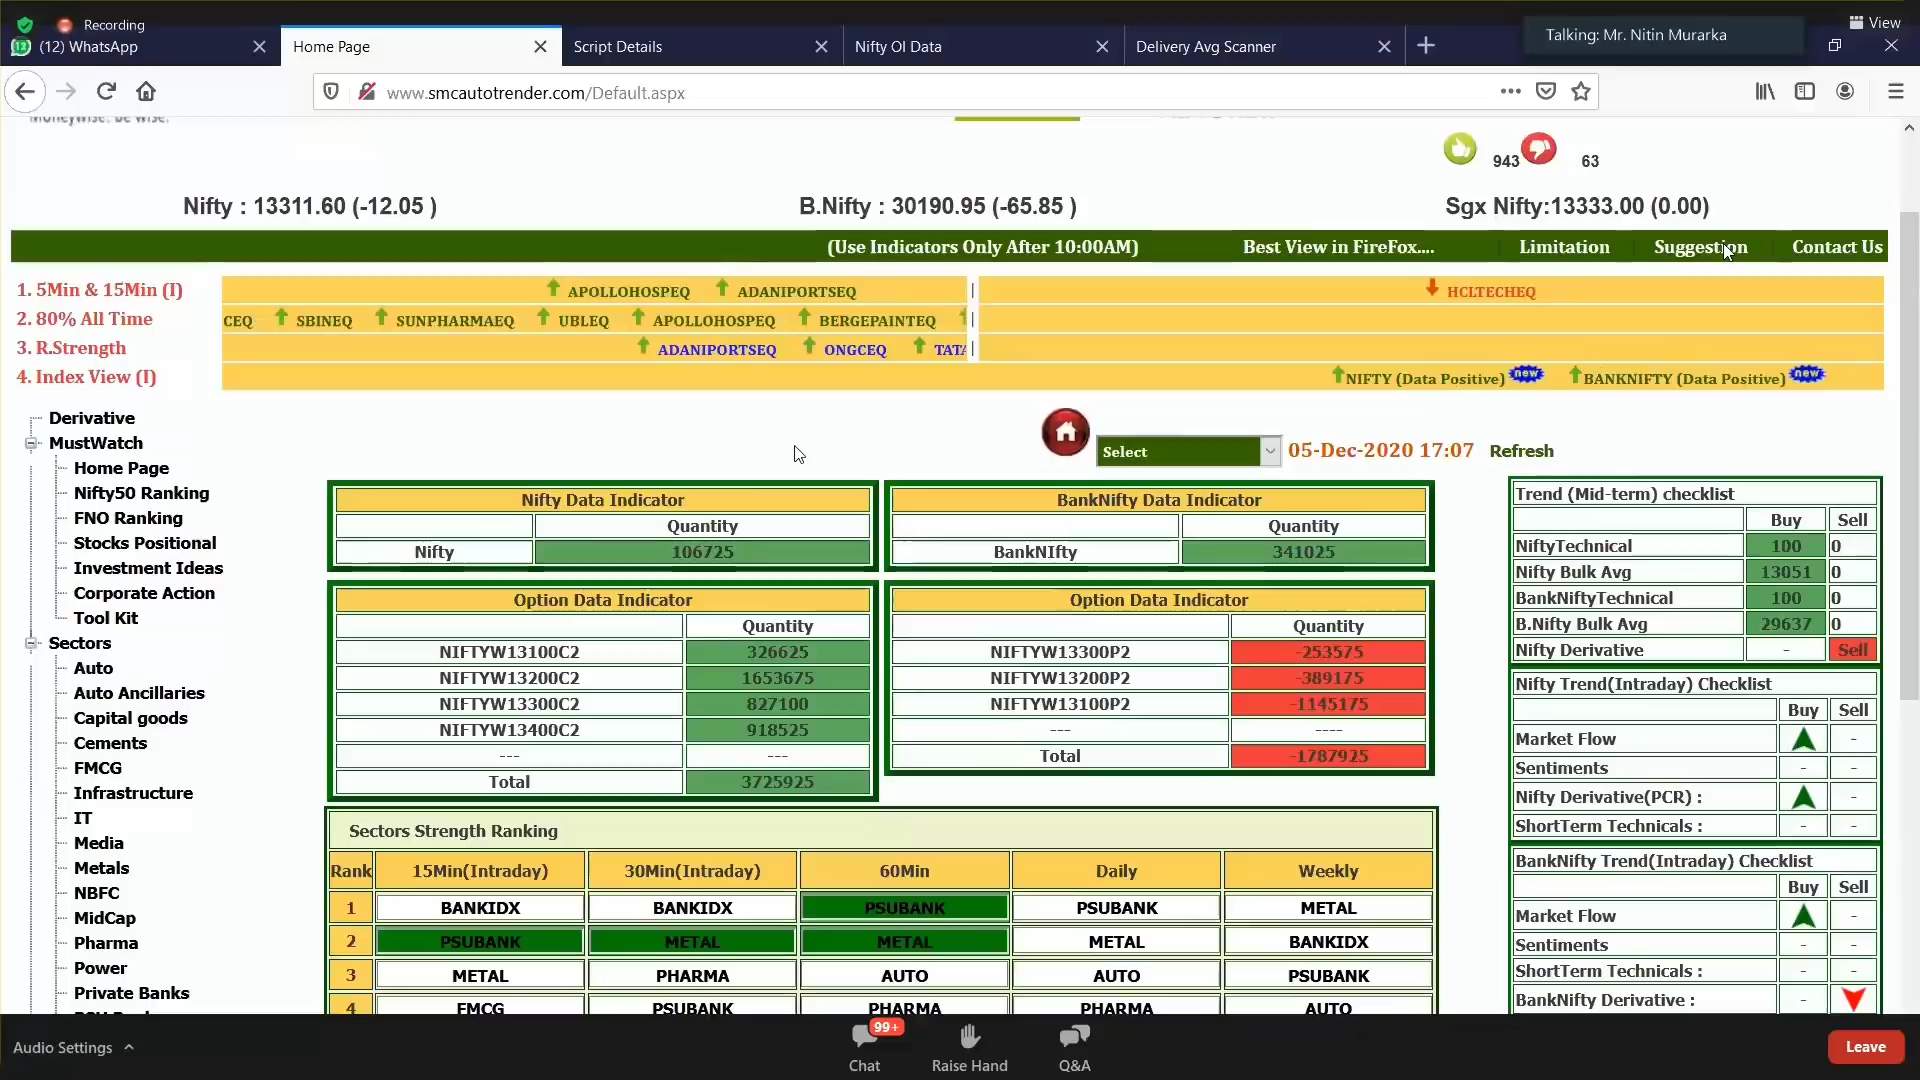 Recording
View
(12) WhatsApp
Home Page
Script Details
Nifty OI Data
Delivery Avg Scanner
Talking: Mr. Nitin Murarka
www.smcautotrender.com/Default.aspx
Moneywise. Be wise.
943
63
Nifty : 13311.60 (-12.05 )
B.Nifty : 30190.95 (-65.85 )
Sgx Nifty:13333.00 (0.00)
(Use Indicators Only After 10:00AM)
Best View in FireFox....
Limitation
Suggestion
Contact Us
1. 5Min & 15Min (I)
APOLLOHOSPEQ ADANIPORTSEQ | HCLTECHEQ
2. 80% All Time
CEQ SBINEQ SUNPHARMAEQ UBLEQ APOLLOHOSPEQ BERGEPAINTEQ |
3. R.Strength
ADANIPORTSEQ ONGCEQ TATA |
4. Index View (I)
NIFTY (Data Positive) new BANKNIFTY (Data Positive) new
Derivative
MustWatch
Home Page
Nifty50 Ranking
FNO Ranking
Stocks Positional
Investment Ideas
Corporate Action
Tool Kit
Sectors
Auto
Auto Ancillaries
Capital goods
Cements
FMCG
Infrastructure
IT
Media
Metals
NBFC
MidCap
Pharma
Power
Private Banks
Select
05-Dec-2020 17:07
Refresh
Nifty Data Indicator
Quantity
Nifty 106725
BankNifty Data Indicator
Quantity
BankNIfty 341025
Option Data Indicator
Quantity
NIFTYW13100C2 326625
NIFTYW13200C2 1653675
NIFTYW13300C2 827100
NIFTYW13400C2 918525
--- ---
Total 3725925
Option Data Indicator
Quantity
NIFTYW13300P2 -253575
NIFTYW13200P2 -389175
NIFTYW13100P2 -1145175
--- ----
Total -1787925
Sectors Strength Ranking
Rank 15Min(Intraday) 30Min(Intraday) 60Min Daily Weekly
1 BANKIDX BANKIDX PSUBANK PSUBANK METAL
2 PSUBANK METAL METAL METAL BANKIDX
3 METAL PHARMA AUTO AUTO PSUBANK
4 FMCG PSUBANK PHARMA PHARMA AUTO
Trend (Mid-term) checklist
Buy Sell
NiftyTechnical 100 0
Nifty Bulk Avg 13051 0
BankNiftyTechnical 100 0
B.Nifty Bulk Avg 29637 0
Nifty Derivative - Sell
Nifty Trend(Intraday) Checklist
Buy Sell
Market Flow -
Sentiments - -
Nifty Derivative(PCR) : -
ShortTerm Technicals : - -
BankNifty Trend(Intraday) Checklist
Buy Sell
Market Flow -
Sentiments - -
ShortTerm Technicals : - -
BankNifty Derivative : -
Audio Settings
99+
Chat
Raise Hand
Q&A
Leave